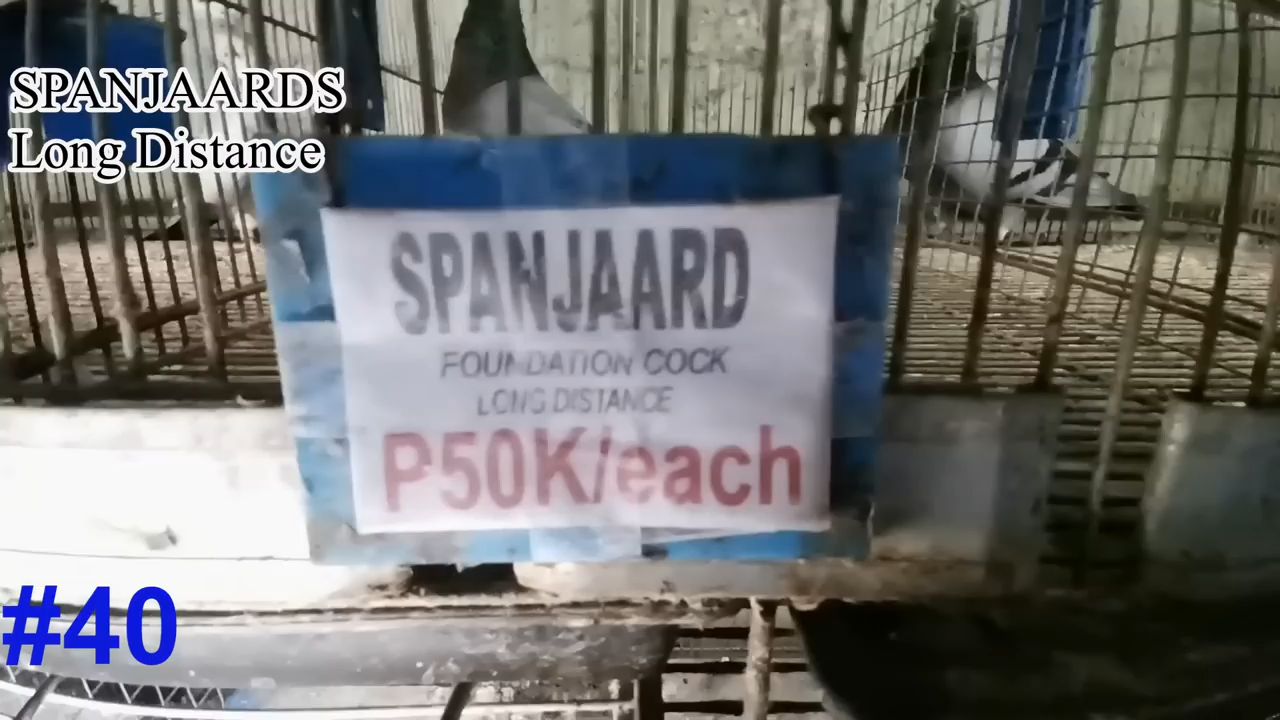 SPANJAARDS
Long Distance
SPANJAARD
FOUNDATION COCK
LONG DISTANCE
P50K/each
#40